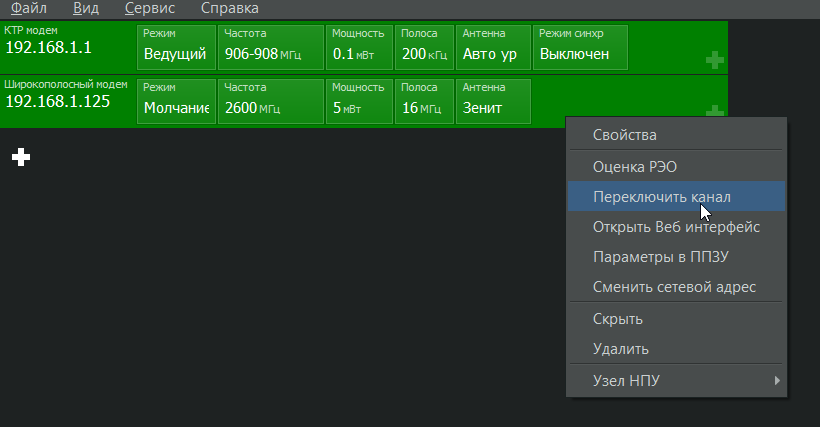 Файл Вид Сервис Справка
КТР модем Режим Частота Мощность Полоса Антенна Режим синхр
192.168.1.1 Ведущий 906-908 МГц 0.1 мВт 200 кГц Авто ур Выключен
Широкополосный модем Режим Частота Мощность Полоса Антенна
192.168.1.125 Молчание 2600 МГц 5 мВт 16 МГц Зенит
Свойства
Оценка РЭО
Переключить канал
Открыть Веб интерфейс
Параметры в ППЗУ
Сменить сетевой адрес
Скрыть
Удалить
Узел НПУ